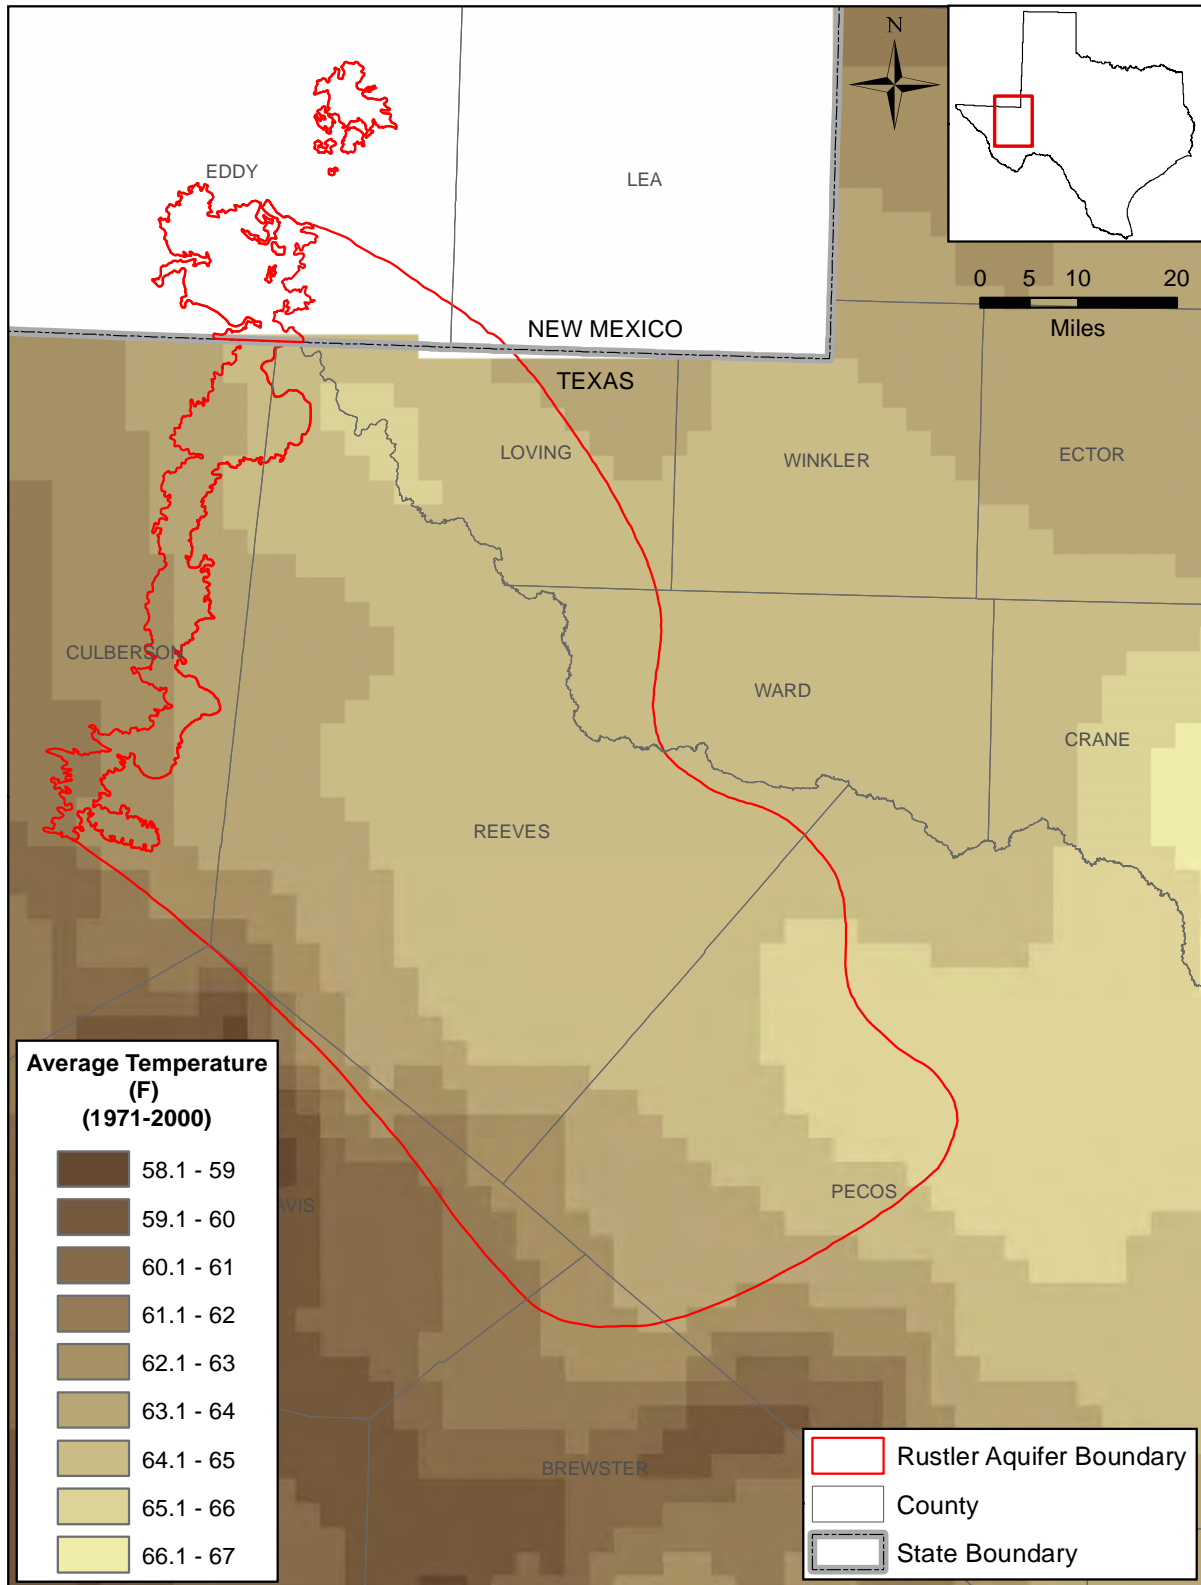 N
EDDY
LEA
0 5 10 20
Miles
NEW MEXICO
TEXAS
LOVING
WINKLER
ECTOR
CULBERSON
WARD
CRANE
REEVES
PECOS
AVIS
BREWSTER
Average Temperature
(F)
(1971-2000)
58.1 - 59
59.1 - 60
60.1 - 61
61.1 - 62
62.1 - 63
63.1 - 64
64.1 - 65
65.1 - 66
66.1 - 67
Rustler Aquifer Boundary
County
State Boundary